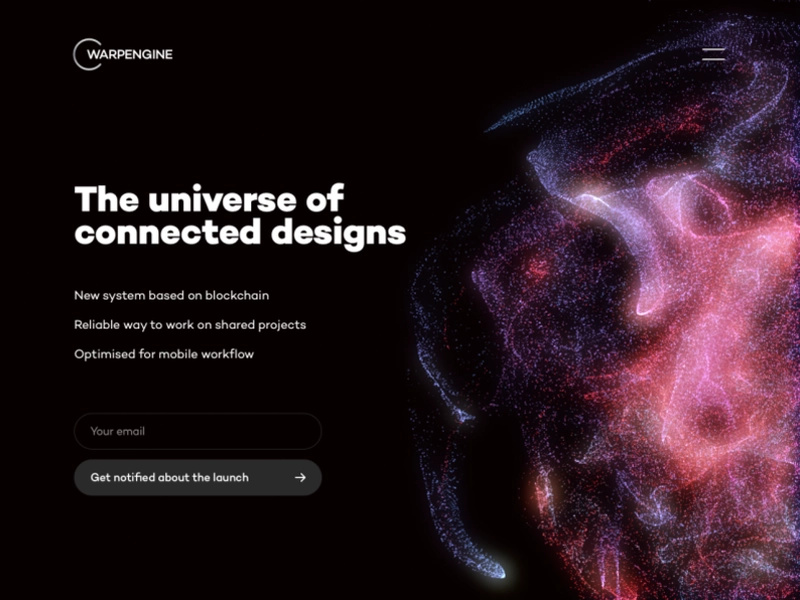 WARPENGINE
The universe of
connected designs
New system based on blockchain
Reliable way to work on shared projects
Optimised for mobile workflow
Your email
Get notified about the launch →